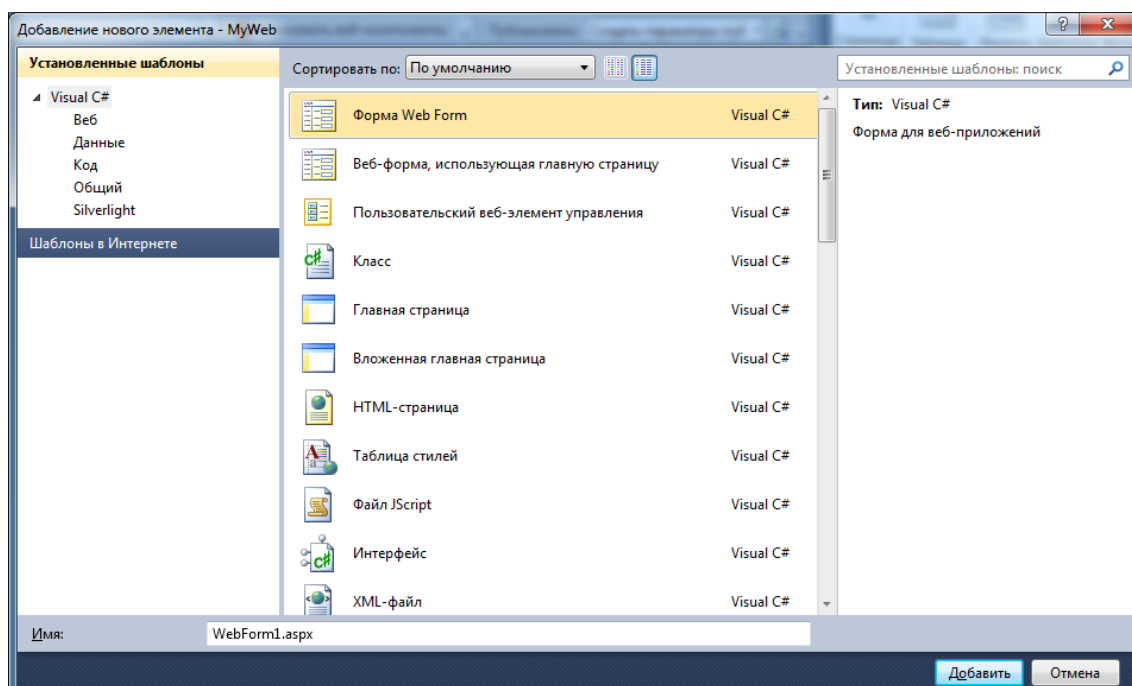 Добавление нового элемента - MyWeb
Установленные шаблоны
Visual C#
Веб
Данные
Код
Общий
Silverlight
Шаблоны в Интернете
Сортировать по: По умолчанию
Форма Web Form Visual C#
Веб-форма, использующая главную страницу Visual C#
Пользовательский веб-элемент управления Visual C#
Класс Visual C#
Главная страница Visual C#
Вложенная главная страница Visual C#
HTML-страница Visual C#
Таблица стилей Visual C#
Файл JScript Visual C#
Интерфейс Visual C#
XML-файл Visual C#
Установленные шаблоны: поиск
Тип: Visual C#
Форма для веб-приложений
Имя: WebForm1.aspx
Добавить Отмена